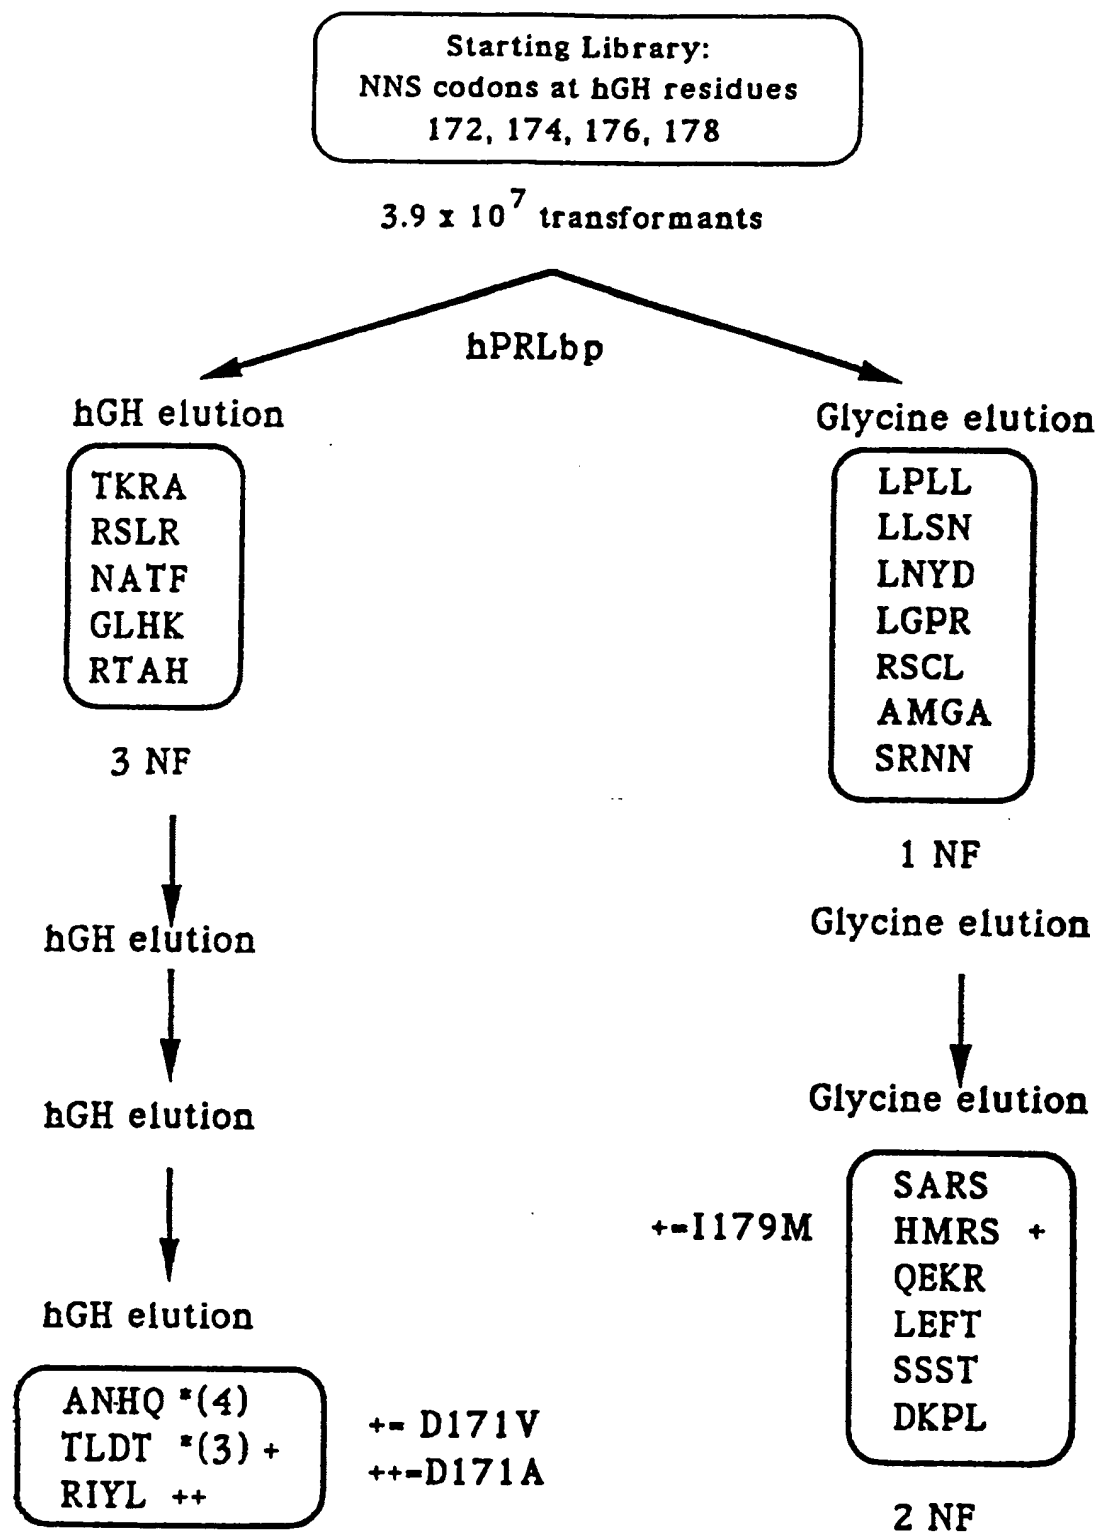 Starting Library:
NNS codons at hGH residues
172, 174, 176, 178
3.9 x 10^7 transformants
hPRLbp
hGH elution
TKRA
RSLR
NATF
GLHK
RTAH
3 NF
hGH elution
hGH elution
hGH elution
ANHQ *(4)
TLDT *(3) +
RIYL ++
+= D171V
++=D171A
Glycine elution
LPLL
LLSN
LNYD
LGPR
RSCL
AMGA
SRNN
1 NF
Glycine elution
Glycine elution
+=I179M
SARS
HMRS +
QEKR
LEFT
SSST
DKPL
2 NF